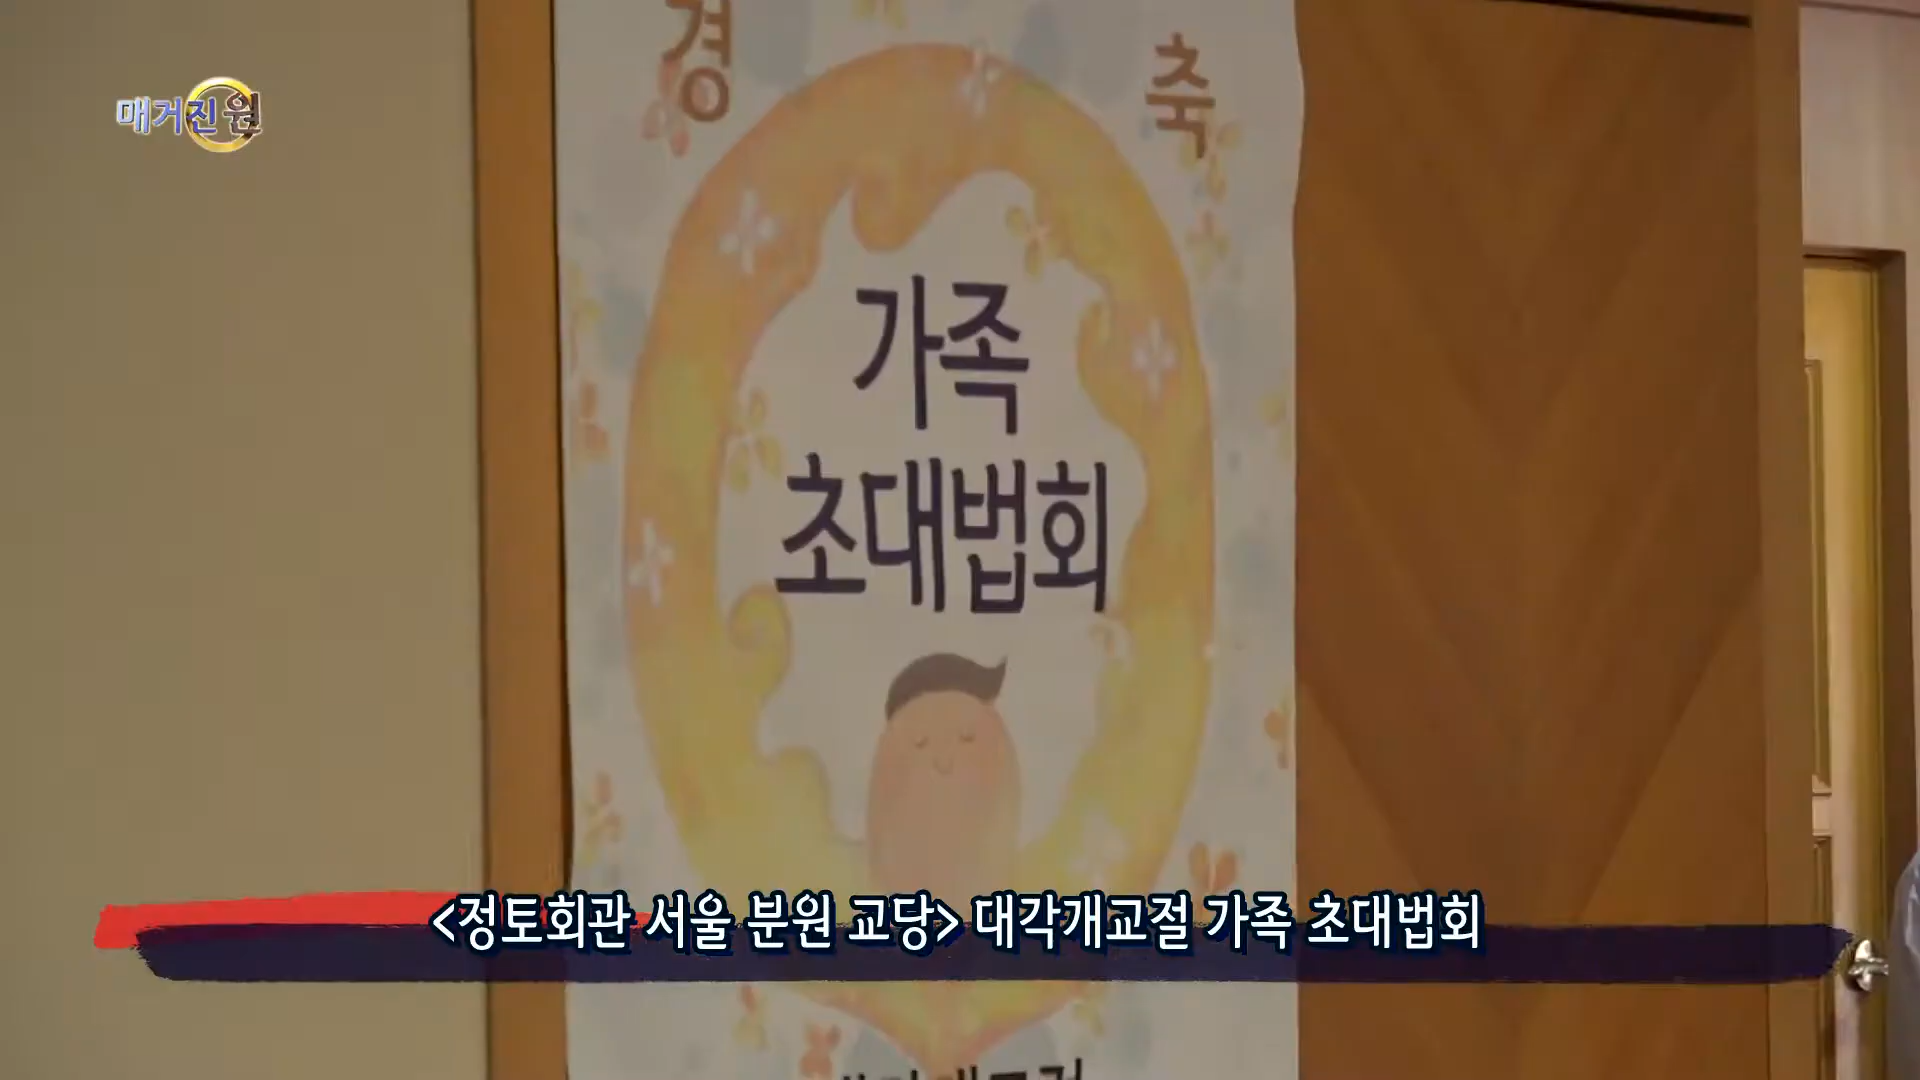 매거진 원
경 축
가족
초대법회
<정토회관 서울 분원 교당> 대각개교절 가족 초대법회